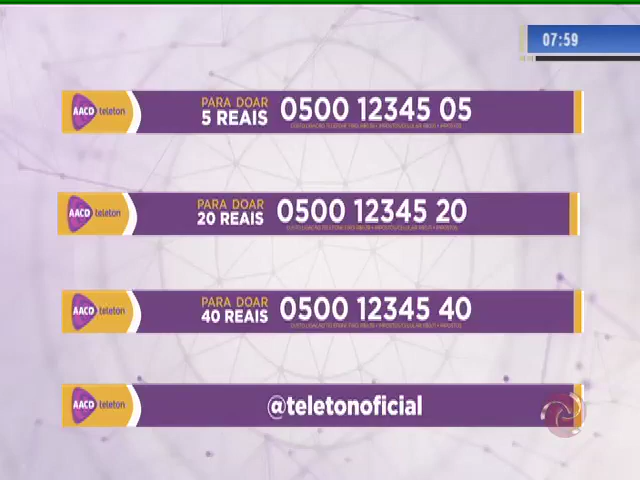 07:59
AACD teleton
PARA DOAR
5 REAIS
0500 12345 05
AACD teleton
PARA DOAR
20 REAIS
0500 12345 20
AACD teleton
PARA DOAR
40 REAIS
0500 12345 40
AACD teleton
@teletonoficial